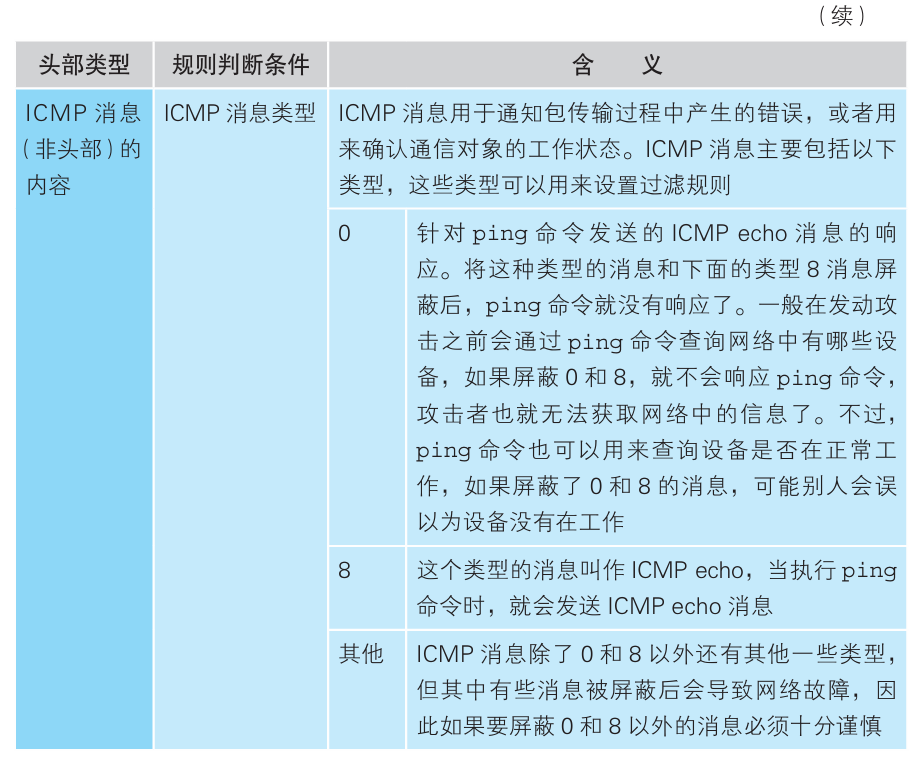 （续）
头部类型 规则判断条件 含 义
ICMP 消息（非头部）的内容
ICMP 消息类型
ICMP 消息用于通知包传输过程中产生的错误，或者用
来确认通信对象的工作状态。ICMP 消息主要包括以下
类型，这些类型可以用来设置过滤规则
0
针对 ping 命令发送的 ICMP echo 消息的响
应。将这种类型的消息和下面的类型 8 消息屏
蔽后，ping 命令就没有响应了。一般在发动攻
击之前会通过 ping 命令查询网络中有哪些设
备，如果屏蔽 0 和 8，就不会响应 ping 命令，
攻击者也就无法获取网络中的信息了。不过，
ping 命令也可以用来查询设备是否在正常工
作，如果屏蔽了 0 和 8 的消息，可能别人会误
以为设备没有在工作
8
这个类型的消息叫作 ICMP echo，当执行 ping
命令时，就会发送 ICMP echo 消息
其他
ICMP 消息除了 0 和 8 以外还有其他一些类型，
但其中有些消息被屏蔽后会导致网络故障，因
此如果要屏蔽 0 和 8 以外的消息必须十分谨慎